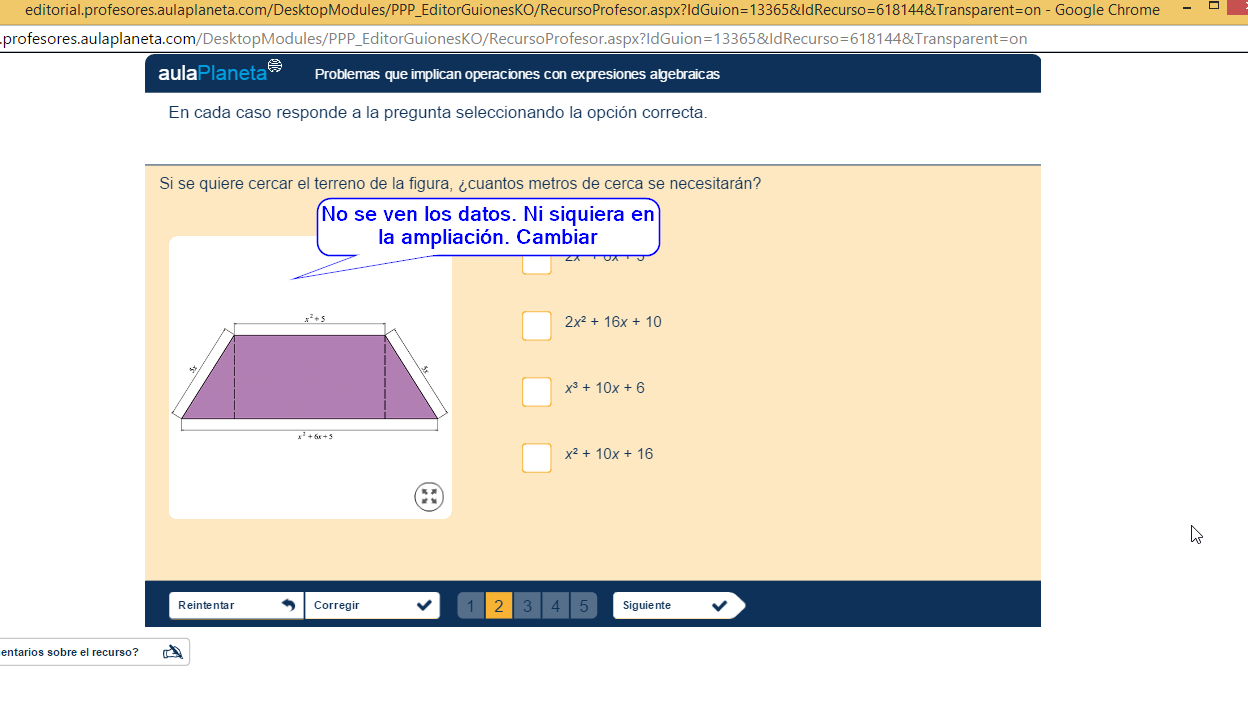 editorial.profesores.aulaplaneta.com/DesktopModules/PPP_EditorGuionesKO/RecursoProfesor.aspx?IdGuion=13365&IdRecurso=618144&Transparent=on - Google Chrome
.profesores.aulaplaneta.com/DesktopModules/PPP_EditorGuionesKO/RecursoProfesor.aspx?IdGuion=13365&IdRecurso=618144&Transparent=on
aulaPlaneta
Problemas que implican operaciones con expresiones algebraicas
En cada caso responde a la pregunta seleccionando la opción correcta.
Si se quiere cercar el terreno de la figura, ¿cuantos metros de cerca se necesitarán?
No se ven los datos. Ni siquiera en
la ampliación. Cambiar
2x² + 16x + 10
x³ + 10x + 6
x² + 10x + 16
x² + 5
5x
5x
x² + 6x + 5
Reintentar
Corregir
1 2 3 4 5
Siguiente
entarios sobre el recurso?